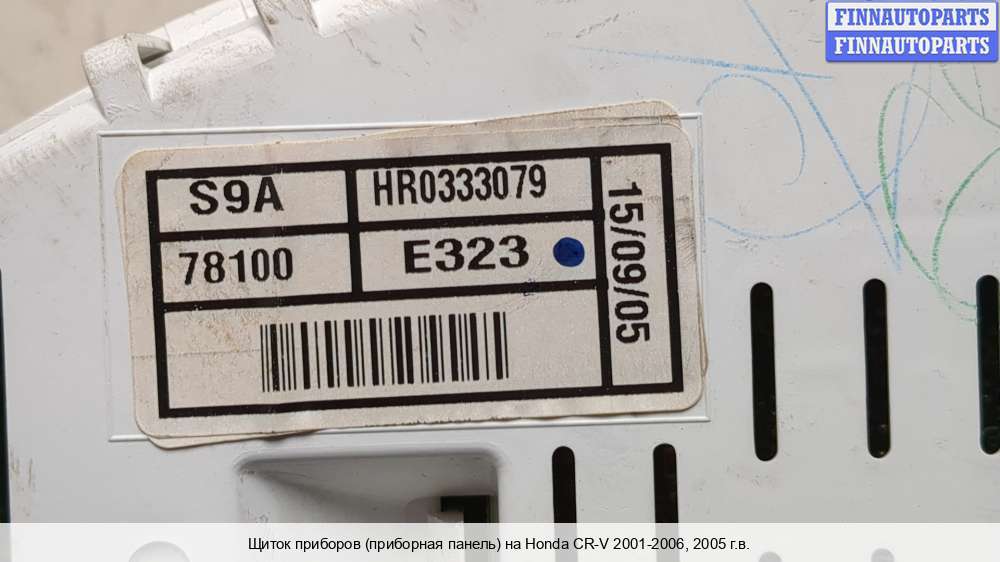 FINNAUTOPARTS
FINNAUTOPARTS
S9A
HR0333079
78100
E323
15/09/05
Щиток приборов (приборная панель) на Honda CR-V 2001-2006, 2005 г.в.